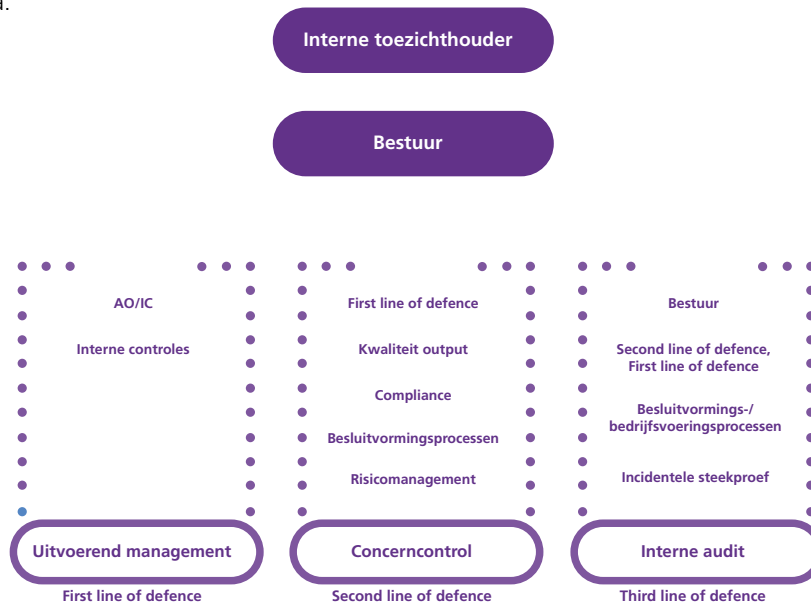 Interne toezichthouder
Bestuur
AO/IC
Interne controles
Uitvoerend management
First line of defence
First line of defence
Kwaliteit output
Compliance
Besluitvormingsprocessen
Risicomanagement
Concerncontrol
Second line of defence
Bestuur
Second line of defence,
First line of defence
Besluitvormings-/
bedrijfsvoeringsprocessen
Incidentele steekproef
Interne audit
Third line of defence